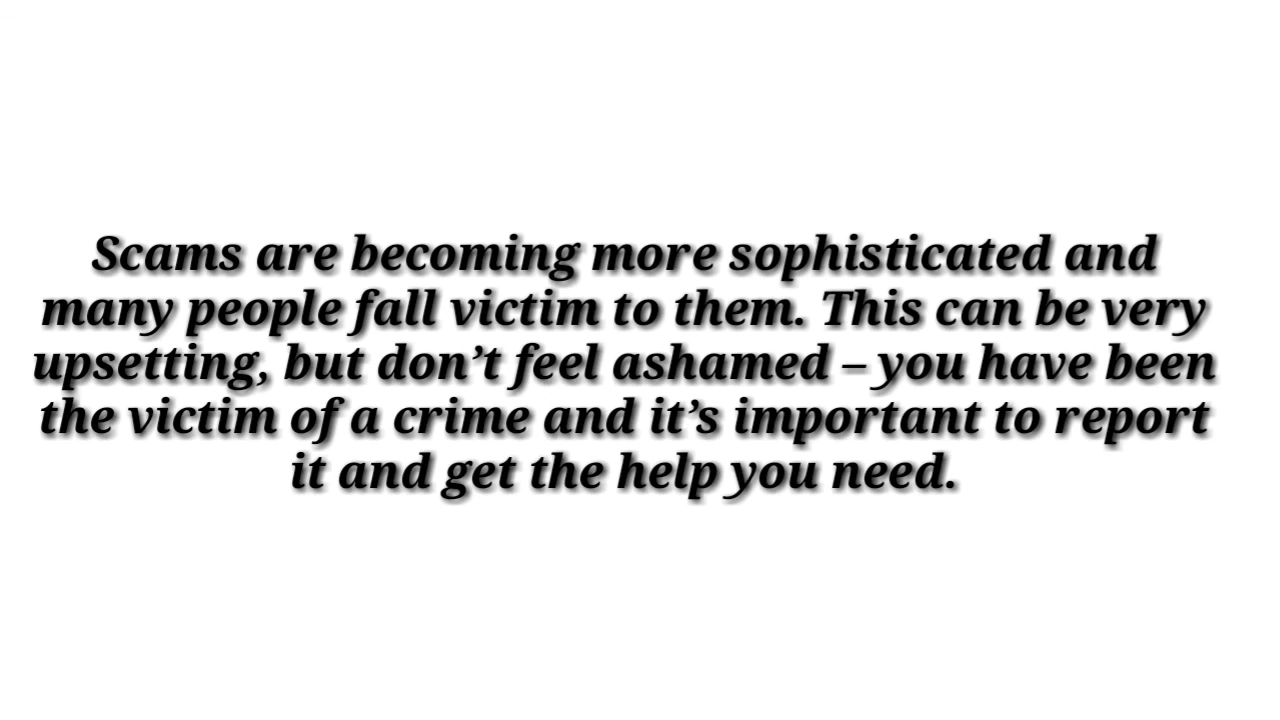 Scams are becoming more sophisticated and
many people fall victim to them. This can be very
upsetting, but don’t feel ashamed – you have been
the victim of a crime and it’s important to report
it and get the help you need.